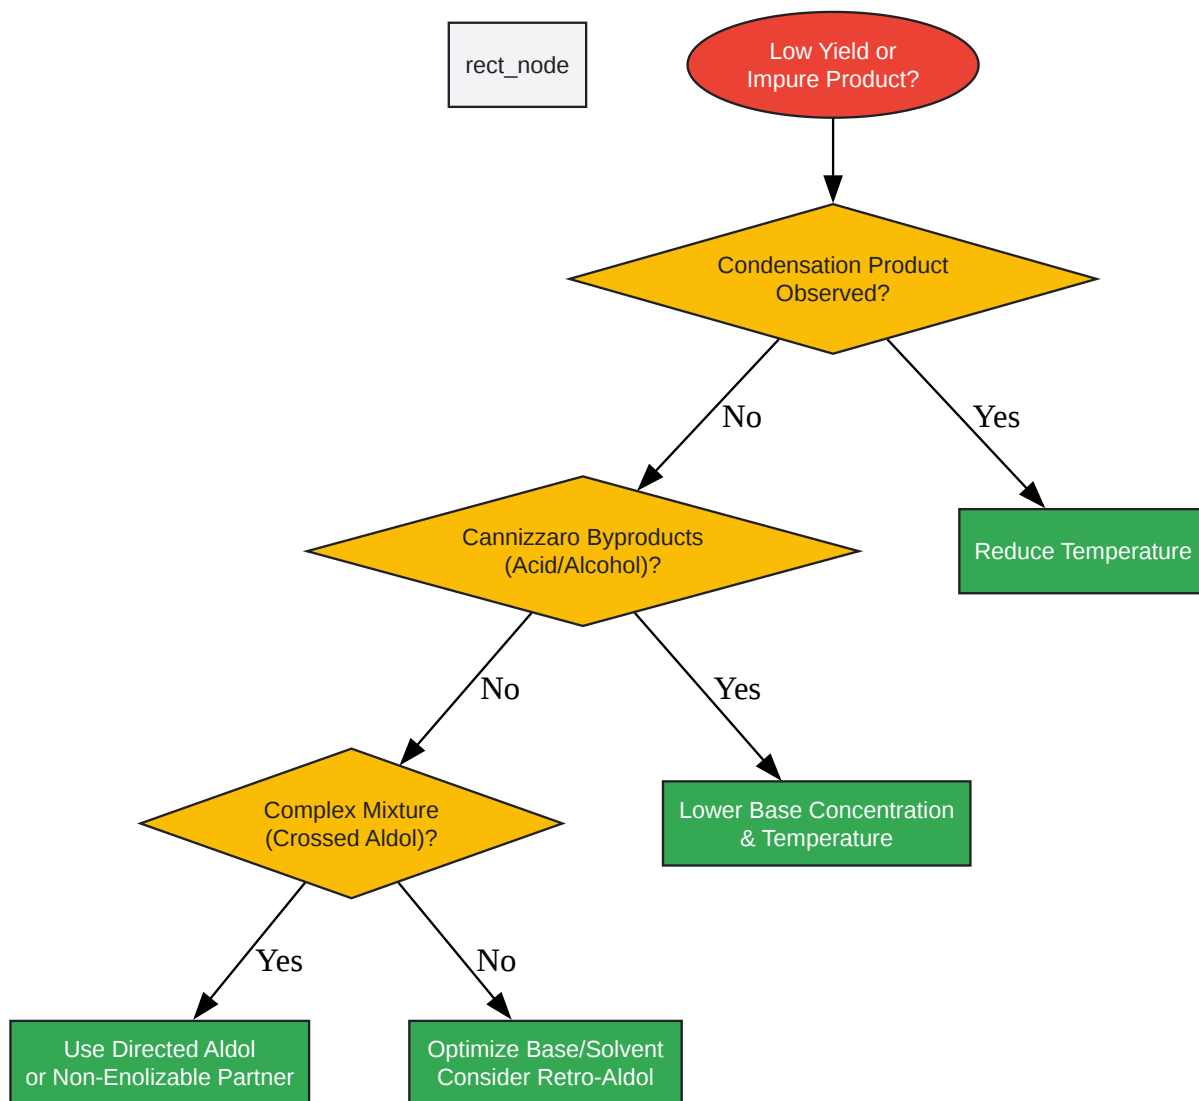 rect_node
Low Yield or
Impure Product?
Condensation Product
Observed?
No
Yes
Cannizzaro Byproducts
(Acid/Alcohol)?
Reduce Temperature
No
Yes
Complex Mixture
(Crossed Aldol)?
Lower Base Concentration
& Temperature
Yes
No
Use Directed Aldol
or Non-Enolizable Partner
Optimize Base/Solvent
Consider Retro-Aldol